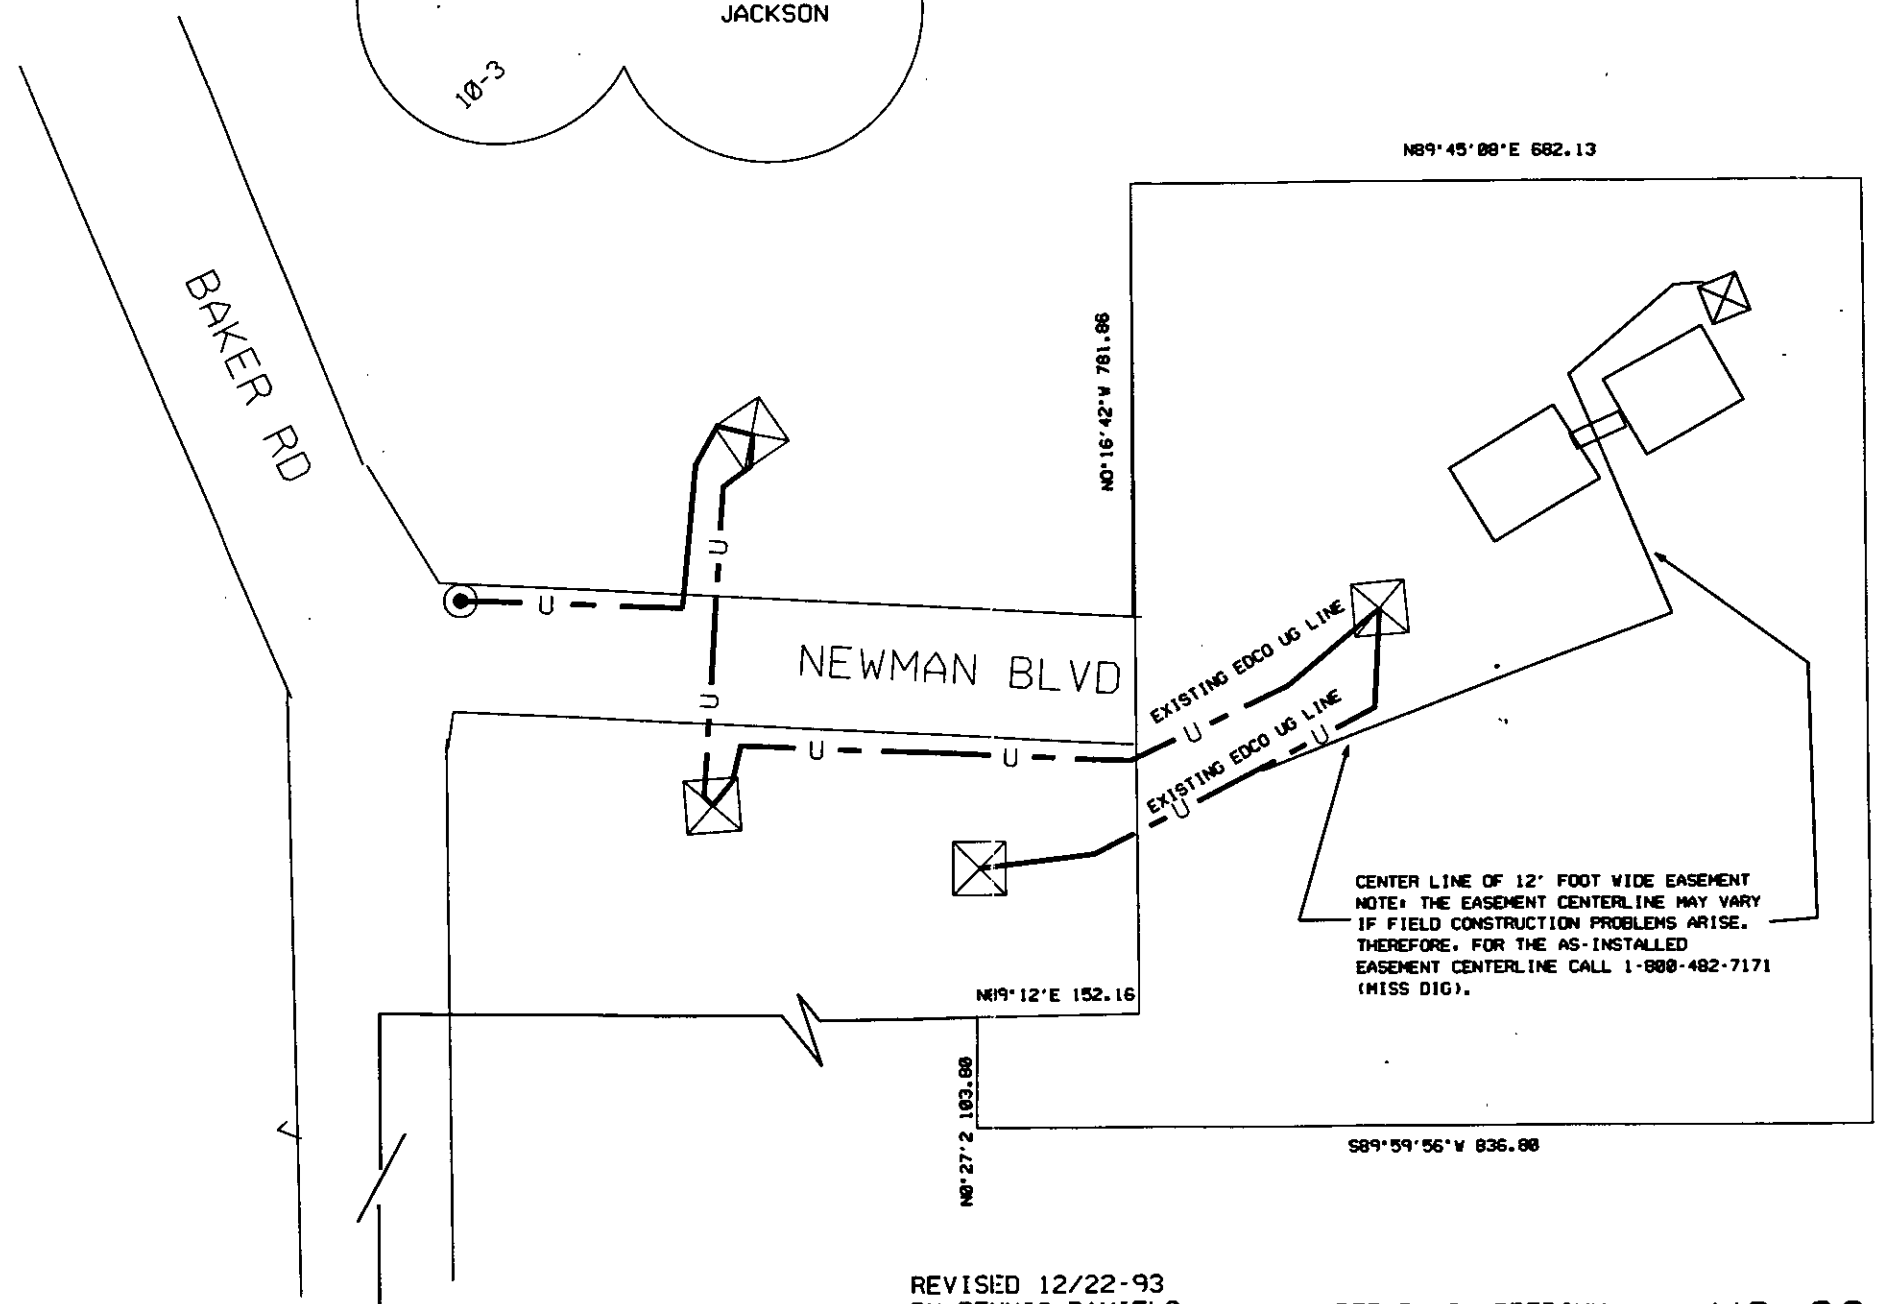 JACKSON
10-3
N89°45'08"E 682.13
BAKER RD
N0°16'42"W 781.86
NEWMAN BLVD
EXISTING EDCO UG LINE
EXISTING EDCO UG LINE
U
U
U
U
U
U
U
U
CENTER LINE OF 12' FOOT WIDE EASEMENT
NOTE: THE EASEMENT CENTERLINE MAY VARY
IF FIELD CONSTRUCTION PROBLEMS ARISE.
THEREFORE. FOR THE AS-INSTALLED
EASEMENT CENTERLINE CALL 1-800-482-7171
(MISS DIG).
N89°12'E 152.16
N0°27'2 103.80
S89°59'56"W 836.80
REVISED 12/22-93